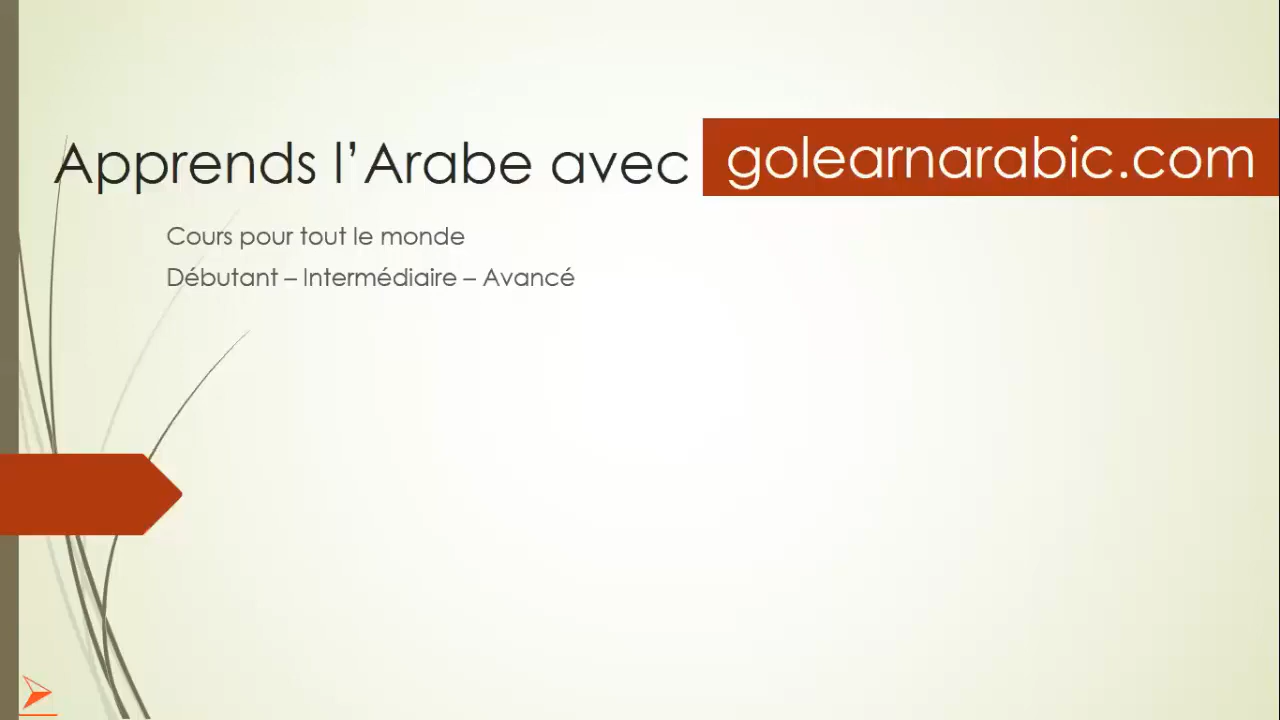 Apprends l’Arabe avec golearnarabic.com
Cours pour tout le monde
Débutant – Intermédiaire – Avancé